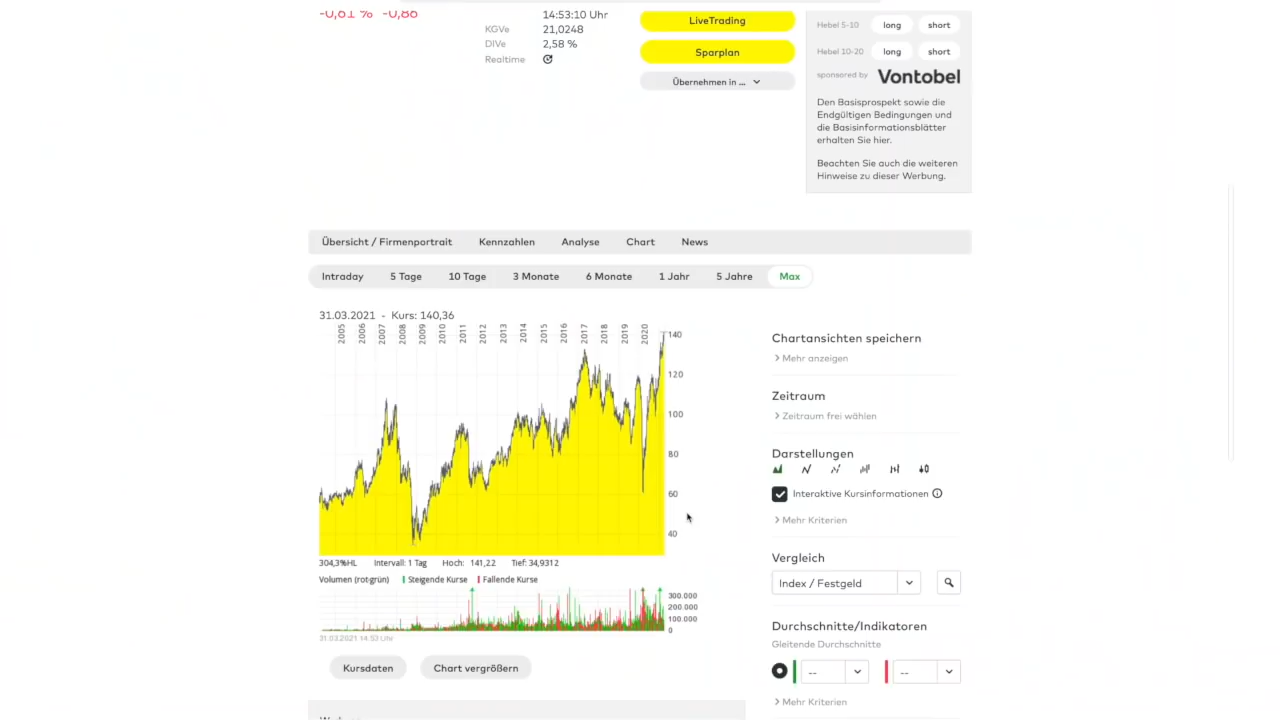 -0,61 % -0,86
14:53:10 Uhr
KGVe 21,0248
DIVe 2,58 %
Realtime
LiveTrading
Sparplan
Übernehmen in ...
Hebel 5-10 long short
Hebel 10-20 long short
sponsored by Vontobel
Den Basisprospekt sowie die
Endgültigen Bedingungen und
die Basisinformationsblätter
erhalten Sie hier.
Beachten Sie auch die weiteren
Hinweise zu dieser Werbung.
Übersicht / Firmenportrait Kennzahlen Analyse Chart News
Intraday 5 Tage 10 Tage 3 Monate 6 Monate 1 Jahr 5 Jahre Max
31.03.2021 - Kurs: 140,36
2005 2006 2007 2008 2009 2010 2011 2012 2013 2014 2015 2016 2017 2018 2019 2020
140
120
100
80
60
40
304,3%HL Intervall: 1 Tag Hoch: 141,22 Tief: 34,9312
Volumen (rot-grün) Steigende Kurse Fallende Kurse
300.000
200.000
100.000
0
31.03.2021 14:53 Uhr
Kursdaten Chart vergrößern
Chartansichten speichern
Mehr anzeigen
Zeitraum
Zeitraum frei wählen
Darstellungen
Interaktive Kursinformationen
Mehr Kriterien
Vergleich
Index / Festgeld
Durchschnitte/Indikatoren
Gleitende Durchschnitte
-- --
Mehr Kriterien